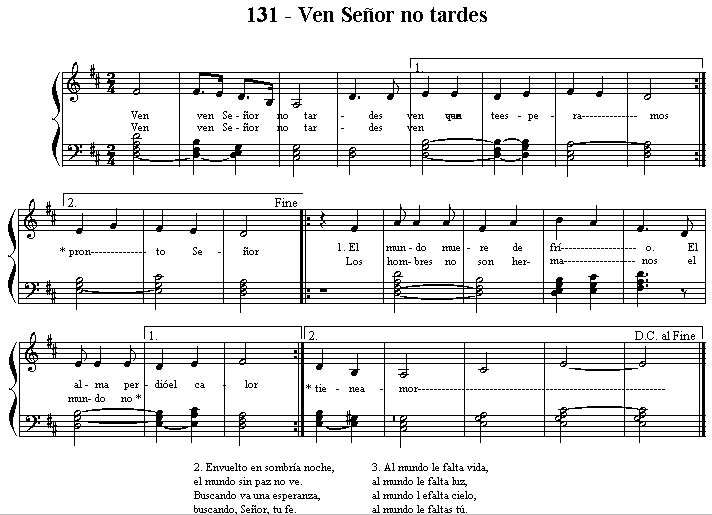 131 - Ven Señor no tardes
1.
Ven ven Se - ñor no tar - des ven que tees - pera---------- mos
Ven ven Se - ñor no tar - des ven
2. Fine
* pron---------- to Se - ñor 1. El mun - do mue - re de frí---------------- o. El
Los hom - bres no son her- ma------------- nos el
1. 2. D.C. al Fine
al - ma per - dióel ca - lor * tie - nea - mor--------------------------------------------------
mun- do no *
2. Envuelto en sombría noche,
el mundo sin paz no ve.
Buscando va una esperanza,
buscando, Señor, tu fe.
3. Al mundo le falta vida,
al mundo le falta luz,
al mundo l efalta cielo,
al mundo le faltas tú.